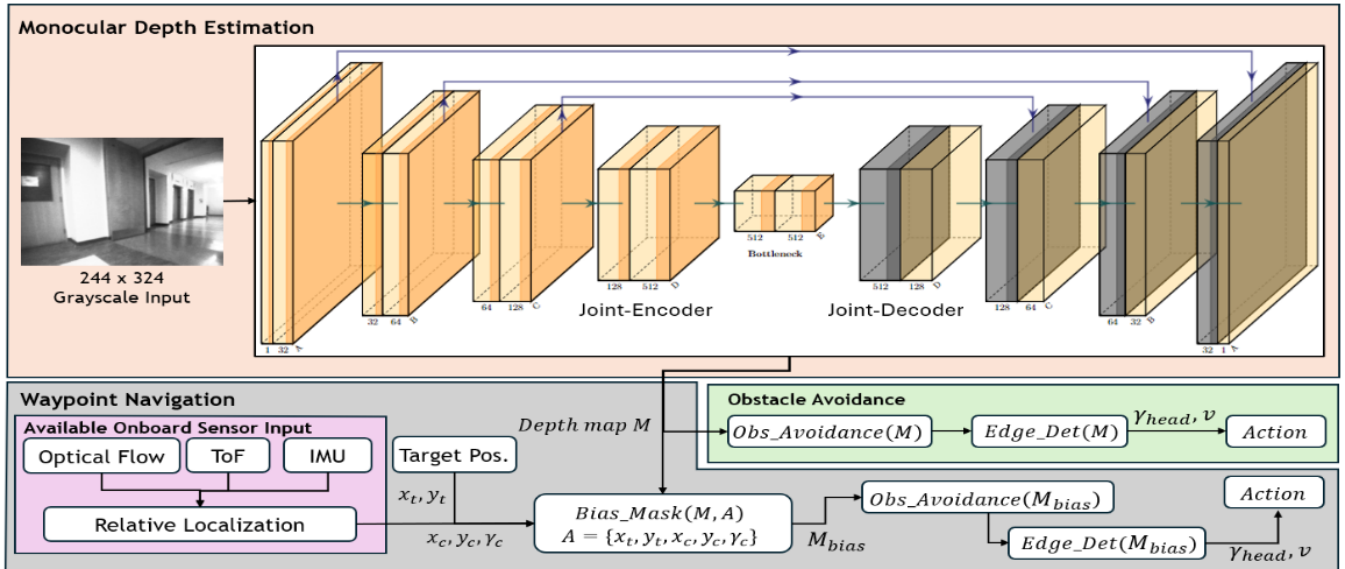 Monocular Depth Estimation
244 x 324
Grayscale Input
1 32 A
32 64 B
64 128 C
128 512 D
512 512 E
Bottleneck
512 128 D
128 64 C
64 32 B
32 1 A
Joint-Encoder
Joint-Decoder
Waypoint Navigation
Available Onboard Sensor Input
Optical Flow
ToF
IMU
Relative Localization
Target Pos.
x_t, y_t
x_c, y_c, γ_c
Depth map M
Bias_Mask(M, A)
A = {x_t, y_t, x_c, y_c, γ_c}
M_bias
Obs_Avoidance(M_bias)
Edge_Det(M_bias)
γ_head, v
Action
Obstacle Avoidance
Obs_Avoidance(M)
Edge_Det(M)
γ_head, v
Action